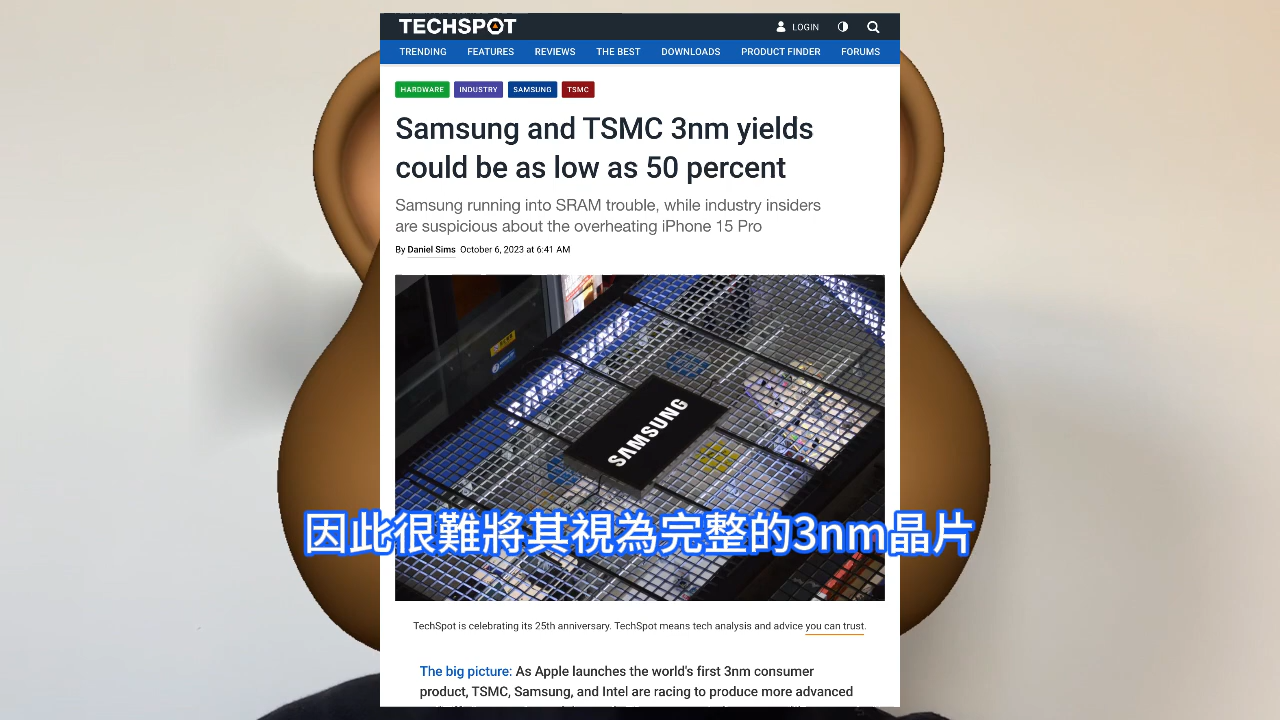 TECHSPOT
LOGIN
TRENDING FEATURES REVIEWS THE BEST DOWNLOADS PRODUCT FINDER FORUMS
HARDWARE INDUSTRY SAMSUNG TSMC
Samsung and TSMC 3nm yields
could be as low as 50 percent
Samsung running into SRAM trouble, while industry insiders
are suspicious about the overheating iPhone 15 Pro
By Daniel Sims October 6, 2023 at 6:41 AM
SAMSUNG
因此很難將其視為完整的3nm晶片
TechSpot is celebrating its 25th anniversary. TechSpot means tech analysis and advice you can trust.
The big picture: As Apple launches the world's first 3nm consumer
product, TSMC, Samsung, and Intel are racing to produce more advanced